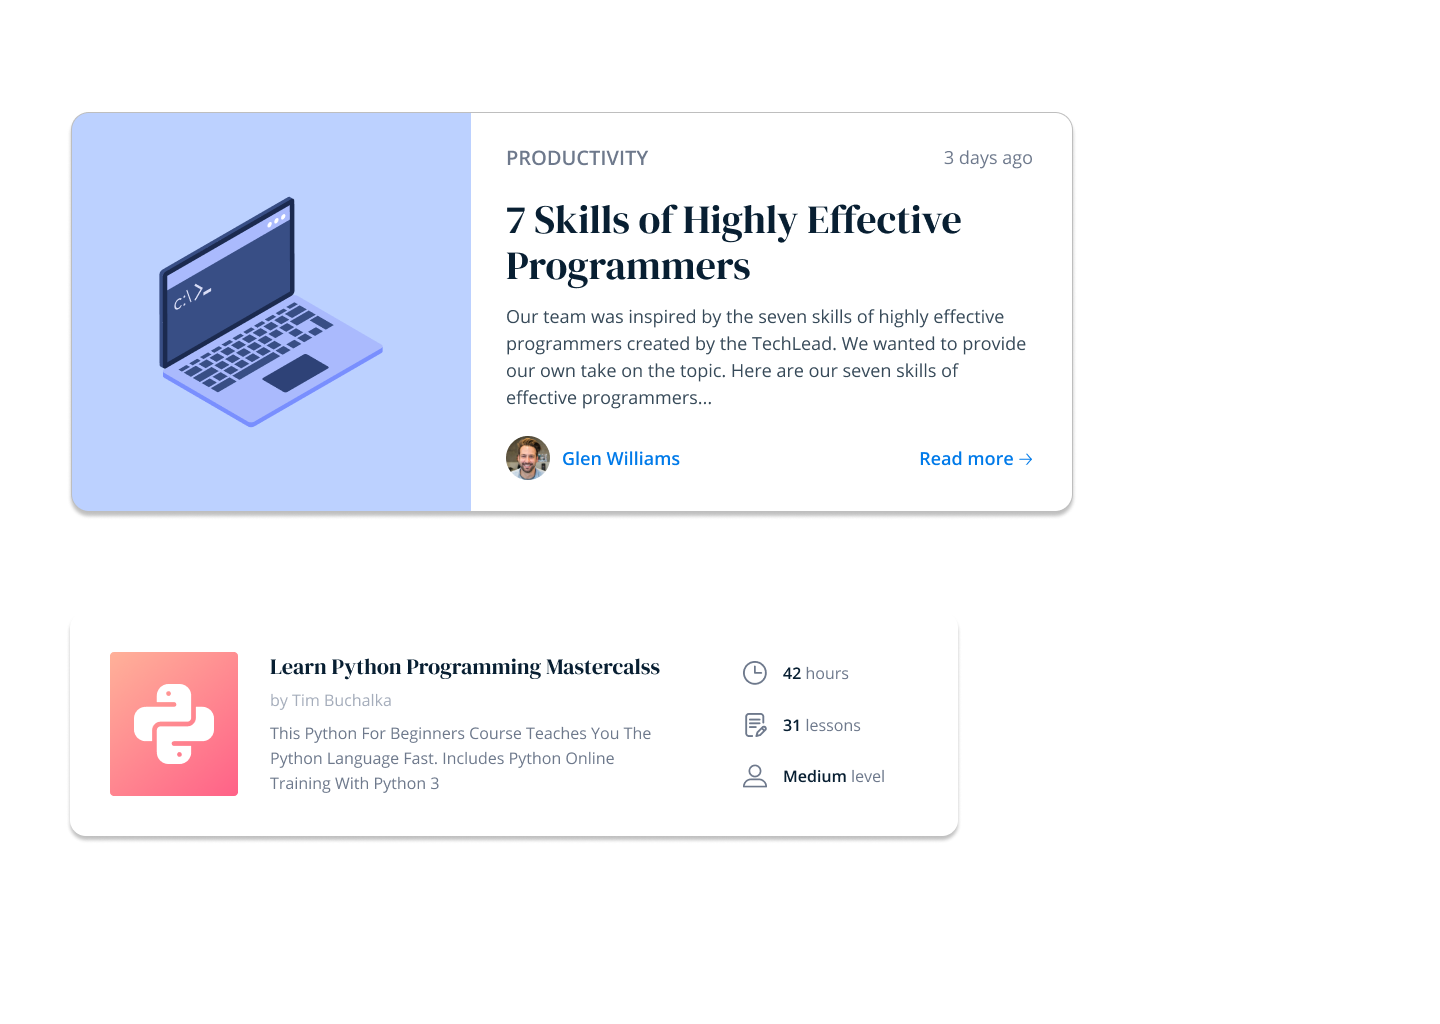 PRODUCTIVITY
3 days ago
7 Skills of Highly Effective
Programmers
Our team was inspired by the seven skills of highly effective
programmers created by the TechLead. We wanted to provide
our own take on the topic. Here are our seven skills of
effective programmers...
Glen Williams
Read more →
c:\>_
Learn Python Programming Mastercalss
by Tim Buchalka
This Python For Beginners Course Teaches You The
Python Language Fast. Includes Python Online
Training With Python 3
42 hours
31 lessons
Medium level